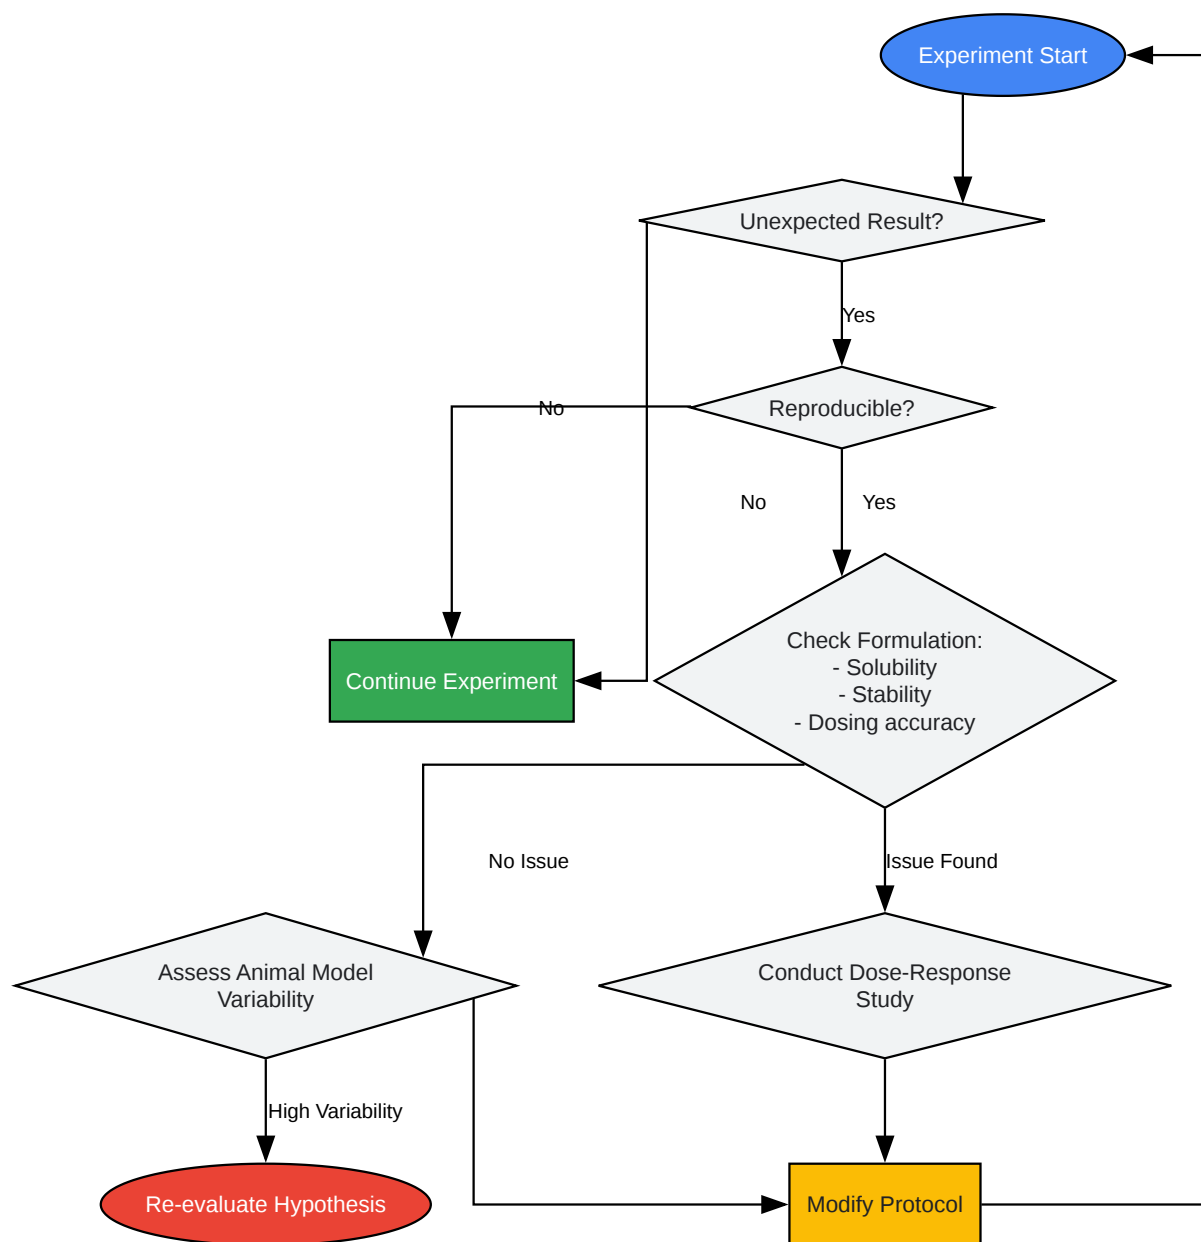 Experiment Start
Unexpected Result?
Yes
Reproducible?
No
No
Yes
Check Formulation:
- Solubility
- Stability
- Dosing accuracy
Continue Experiment
No Issue
Issue Found
Assess Animal Model
Variability
Conduct Dose-Response
Study
High Variability
Re-evaluate Hypothesis
Modify Protocol